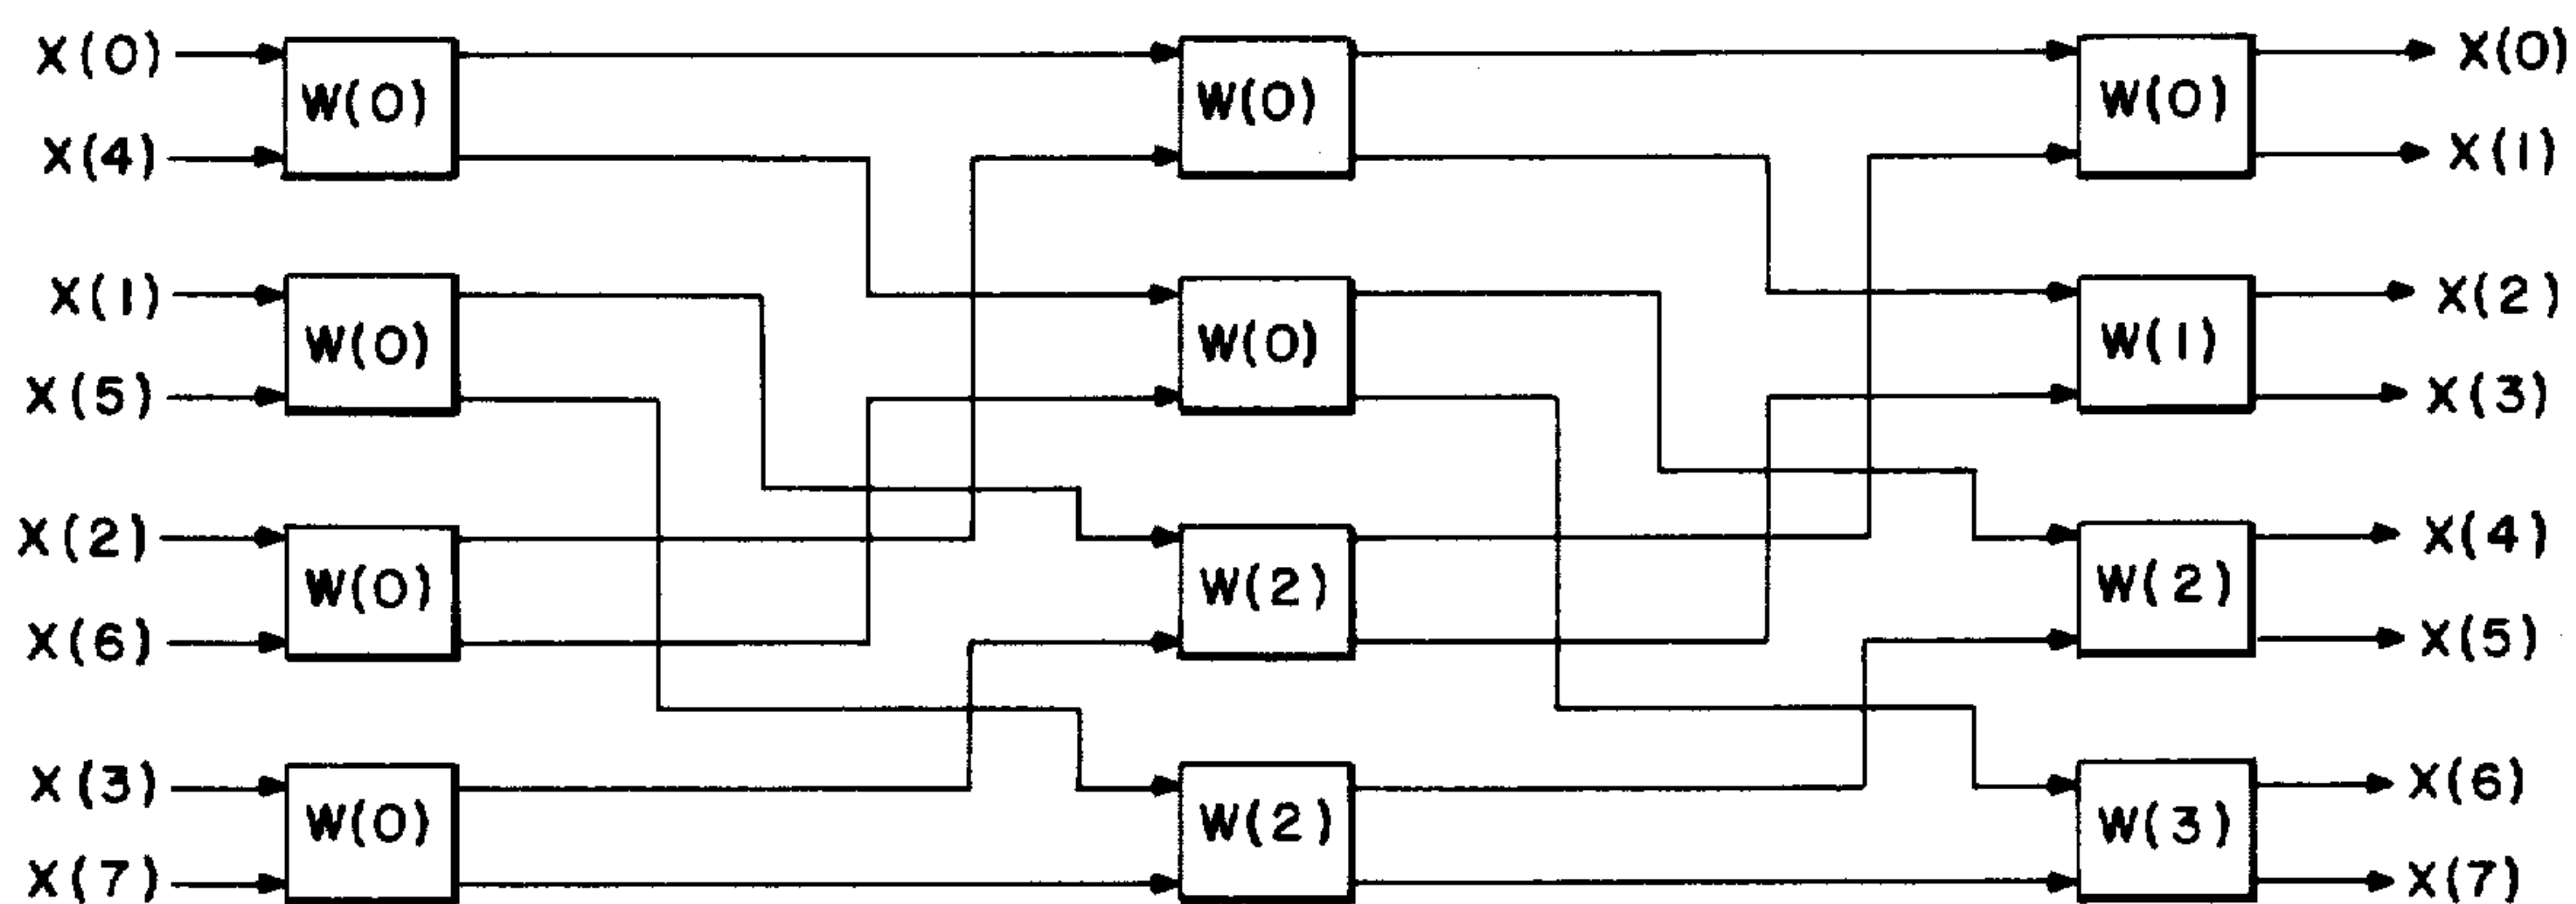 X(0) W(0) W(0) W(0) X(0)
X(4) X(1)
X(1) W(0) W(0) W(1) X(2)
X(5) X(3)
X(2) W(0) W(2) W(2) X(4)
X(6) X(5)
X(3) W(0) W(2) W(3) X(6)
X(7) X(7)